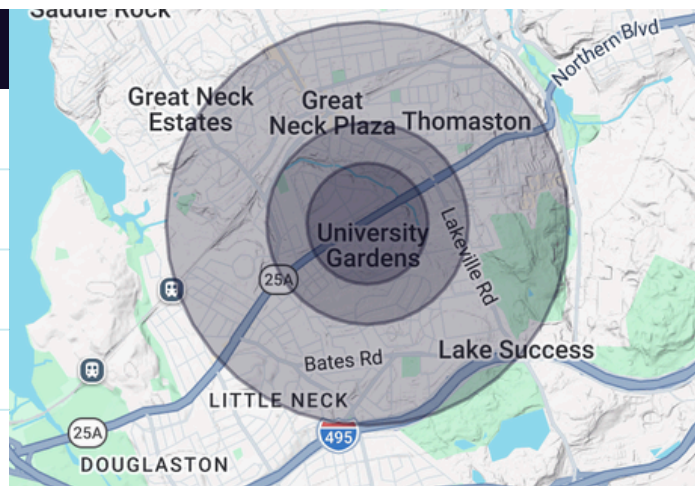 Saddle Rock
Northern Blvd
Great Neck
Estates
Great
Neck Plaza
Thomaston
University
Gardens
Lakeville Rd
25A
Bates Rd
Lake Success
LITTLE NECK
495
25A
DOUGLASTON